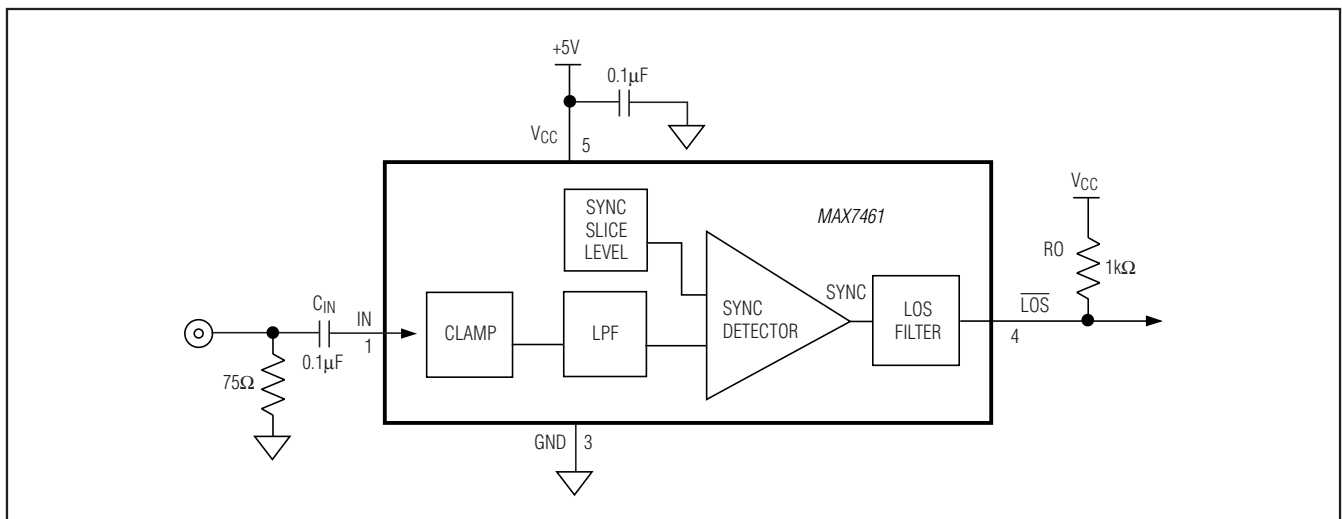 +5V
0.1μF
VCC
5
SYNC
SLICE
LEVEL
MAX7461
VCC
RO
1kΩ
CIN
IN
1
0.1μF
75Ω
CLAMP
LPF
SYNC
DETECTOR
SYNC
LOS
FILTER
L̅O̅S̅
4
GND 3